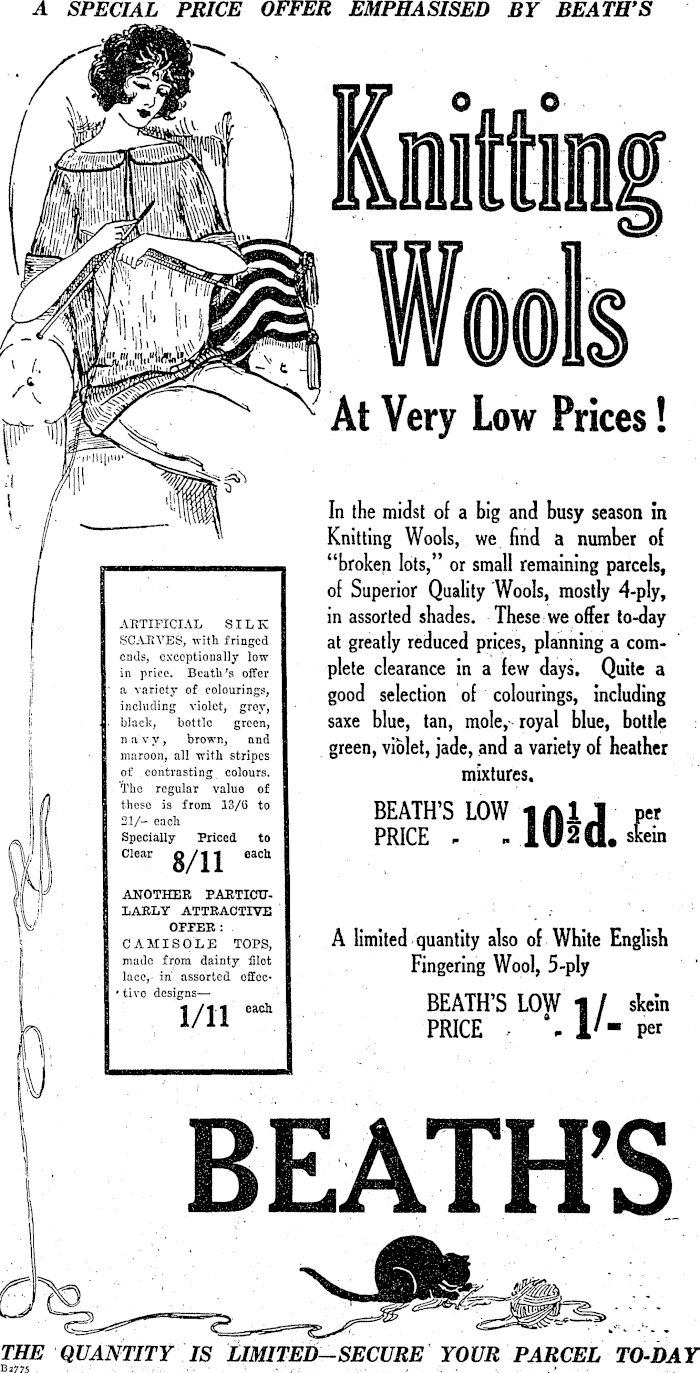 A SPECIAL PRICE OFFER EMPHASISED BY BEATH'S
Knitting
Wools
At Very Low Prices!
In the midst of a big and busy season in
Knitting Wools, we find a number of
"broken lots," or small remaining parcels,
of Superior Quality Wools, mostly 4-ply,
in assorted shades. These we offer to-day
at greatly reduced prices, planning a com-
plete clearance in a few days. Quite a
good selection of colourings, including
saxe blue, tan, mole, royal blue, bottle
green, violet, jade, and a variety of heather
mixtures.
BEATH'S LOW PRICE - - 10½d. per skein
A limited quantity also of White English
Fingering Wool, 5-ply
BEATH'S LOW PRICE - - 1/- skein per
ARTIFICIAL SILK
SCARVES, with fringed
ends, exceptionally low
in price. Beath's offer
a variety of colourings,
including violet, grey,
black, bottle green,
navy, brown, and
maroon, all with stripes
of contrasting colours.
The regular value of
these is from 13/6 to
21/- each
Specially Priced to
Clear 8/11 each
ANOTHER PARTICU-
LARLY ATTRACTIVE
OFFER:
CAMISOLE TOPS,
made from dainty filet
lace, in assorted effec-
tive designs—
1/11 each
BEATH'S
THE QUANTITY IS LIMITED—SECURE YOUR PARCEL TO-DAY
B2775